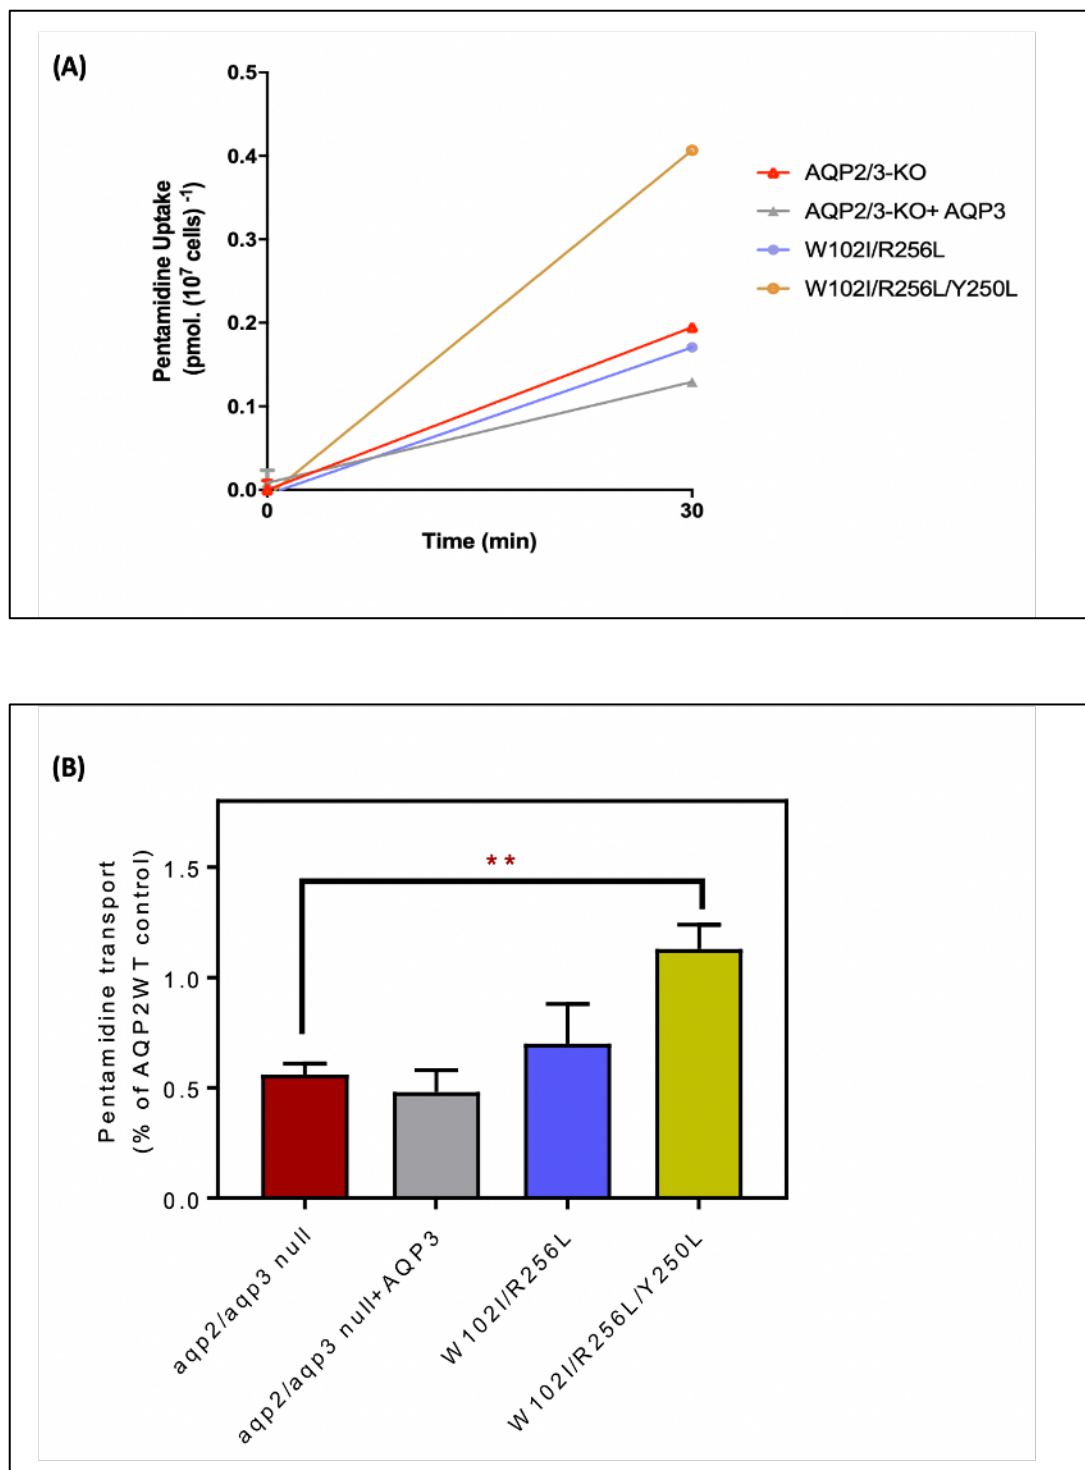 (A)
Pentamidine Uptake
(pmol. (10⁷ cells) ⁻¹)
0.5
0.4
0.3
0.2
0.1
0.0
0
30
Time (min)
AQP2/3-KO
AQP2/3-KO+ AQP3
W102I/R256L
W102I/R256L/Y250L
(B)
Pentamidine transport
(% of AQP2WT control)
1.5
1.0
0.5
0.0
**
aqp2/aqp3 null
aqp2/aqp3 null+AQP3
W102I/R256L
W102I/R256L/Y250L